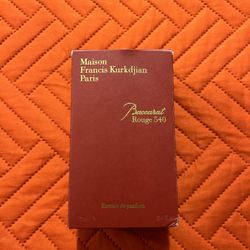 Maison
Francis Kurkdjian
Paris
Baccarat
Rouge 540
Extrait de parfum